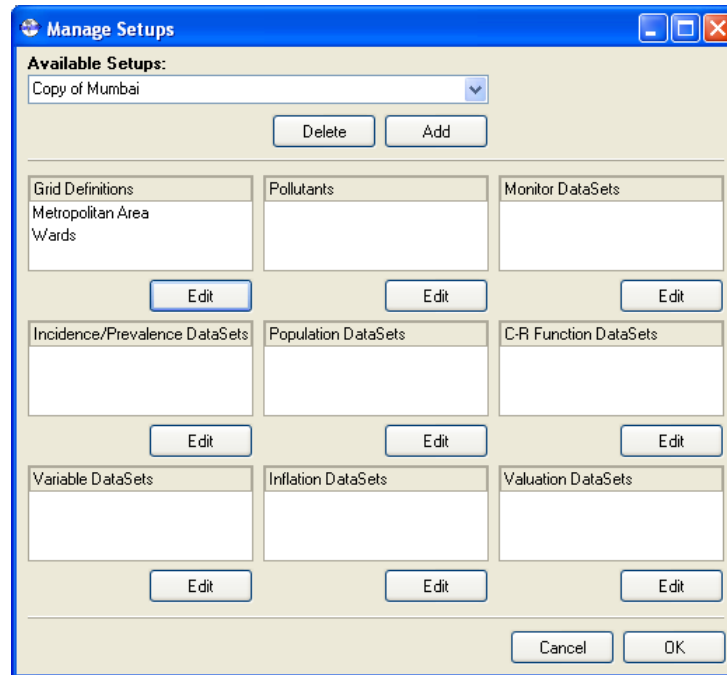 Manage Setups
Available Setups:
Copy of Mumbai
Delete Add
Grid Definitions Pollutants Monitor DataSets
Metropolitan Area
Wards
Edit Edit Edit
Incidence/Prevalence DataSets Population DataSets C-R Function DataSets
Edit Edit Edit
Variable DataSets Inflation DataSets Valuation DataSets
Edit Edit Edit
Cancel OK